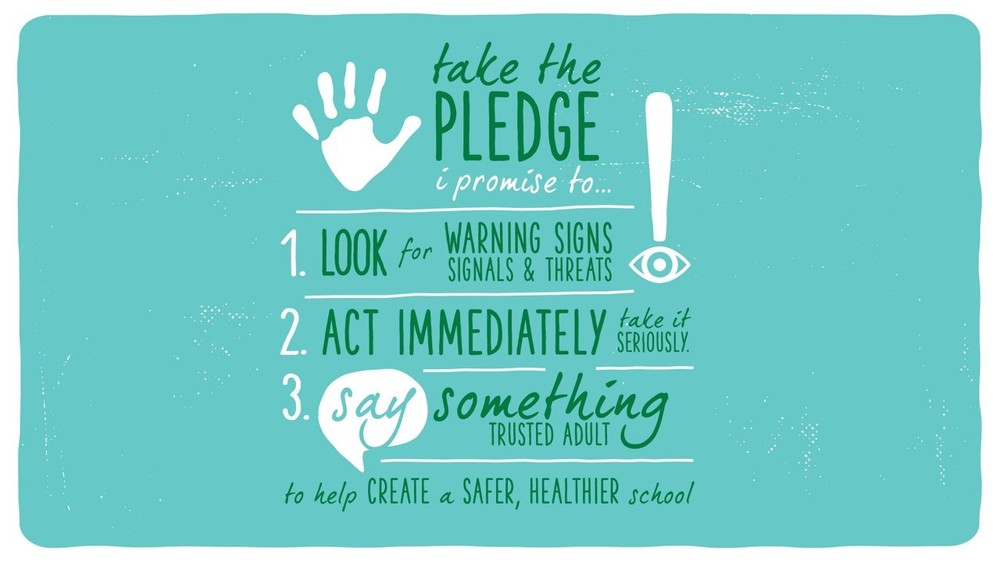 take the
PLEDGE
i promise to...
1. LOOK for WARNING SIGNS
SIGNALS & THREATS
2. ACT IMMEDIATELY take it
SERIOUSLY.
3. say something
TRUSTED ADULT
to help CREATE a SAFER, HEALTHIER school